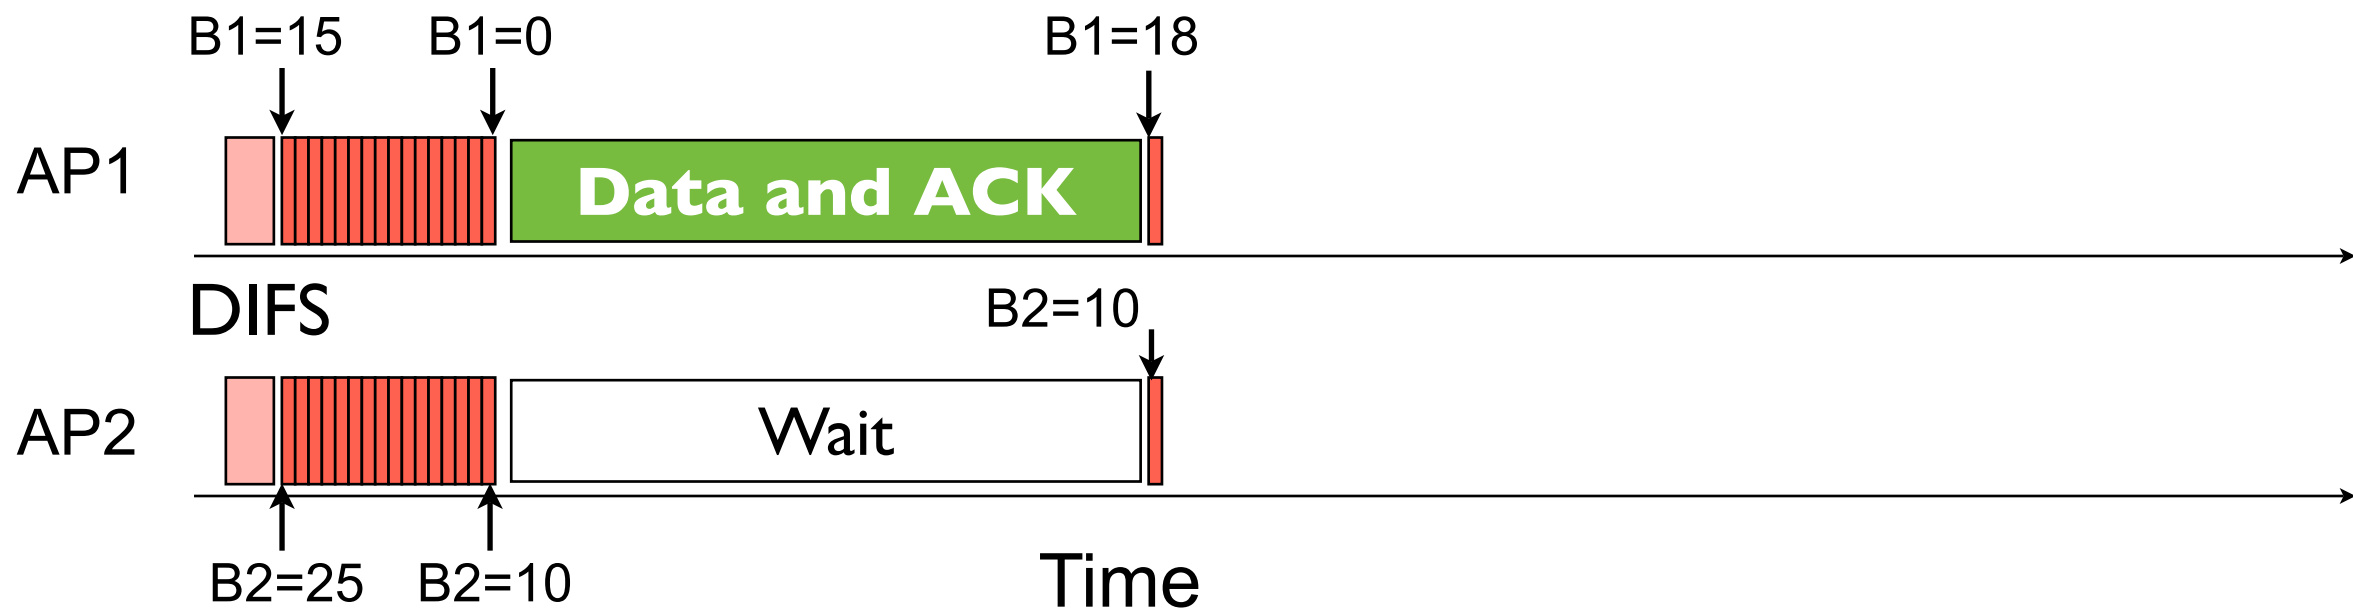 B1=15 B1=0 B1=18
AP1 Data and ACK
DIFS
B2=10
AP2 Wait
B2=25 B2=10
Time